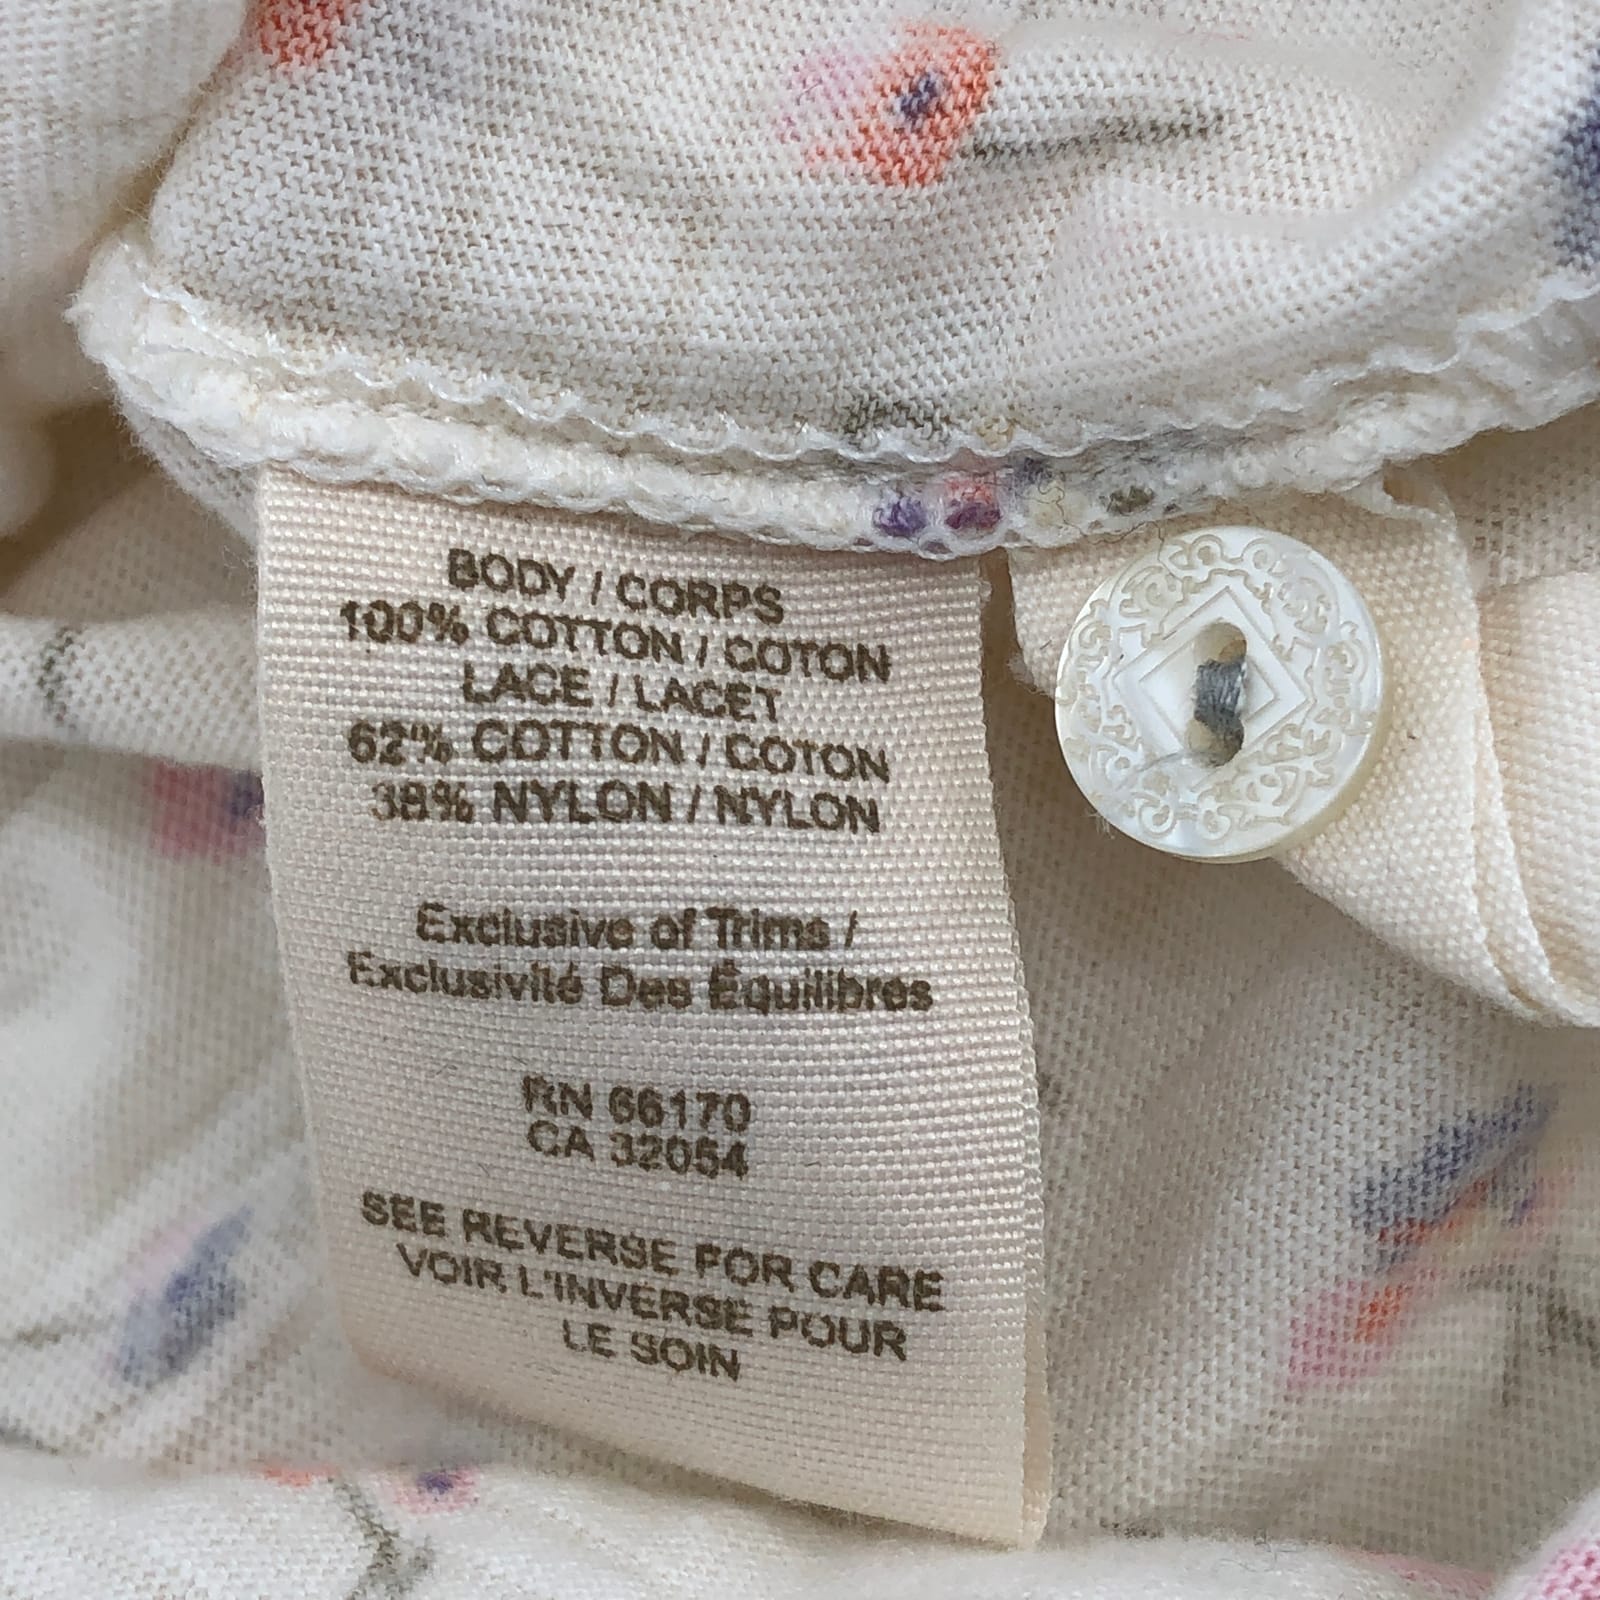 BODY / CORPS
100% COTTON / COTON
LACE / LACET
62% COTTON / COTON
38% NYLON / NYLON
Exclusive of Trims /
Exclusivité Des Équilibres
RN 66170
CA 32054
SEE REVERSE FOR CARE
VOIR L'INVERSE POUR
LE SOIN